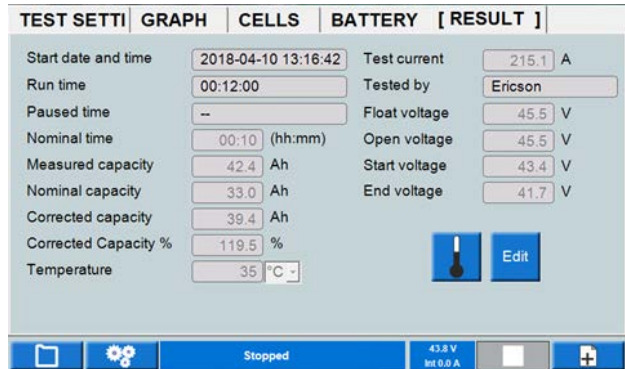 TEST SETTI GRAPH CELLS BATTERY [ RESULT ]
Start date and time 2018-04-10 13:16:42 Test current 215.1 A
Run time 00:12:00 Tested by Ericson
Paused time -- Float voltage 45.5 V
Nominal time 00:10 (hh:mm) Open voltage 45.5 V
Measured capacity 42.4 Ah Start voltage 43.4 V
Nominal capacity 33.0 Ah End voltage 41.7 V
Corrected capacity 39.4 Ah
Corrected Capacity % 119.5 % Edit
Temperature 35 °C
Stopped 43.8 V
Int 0.0 A